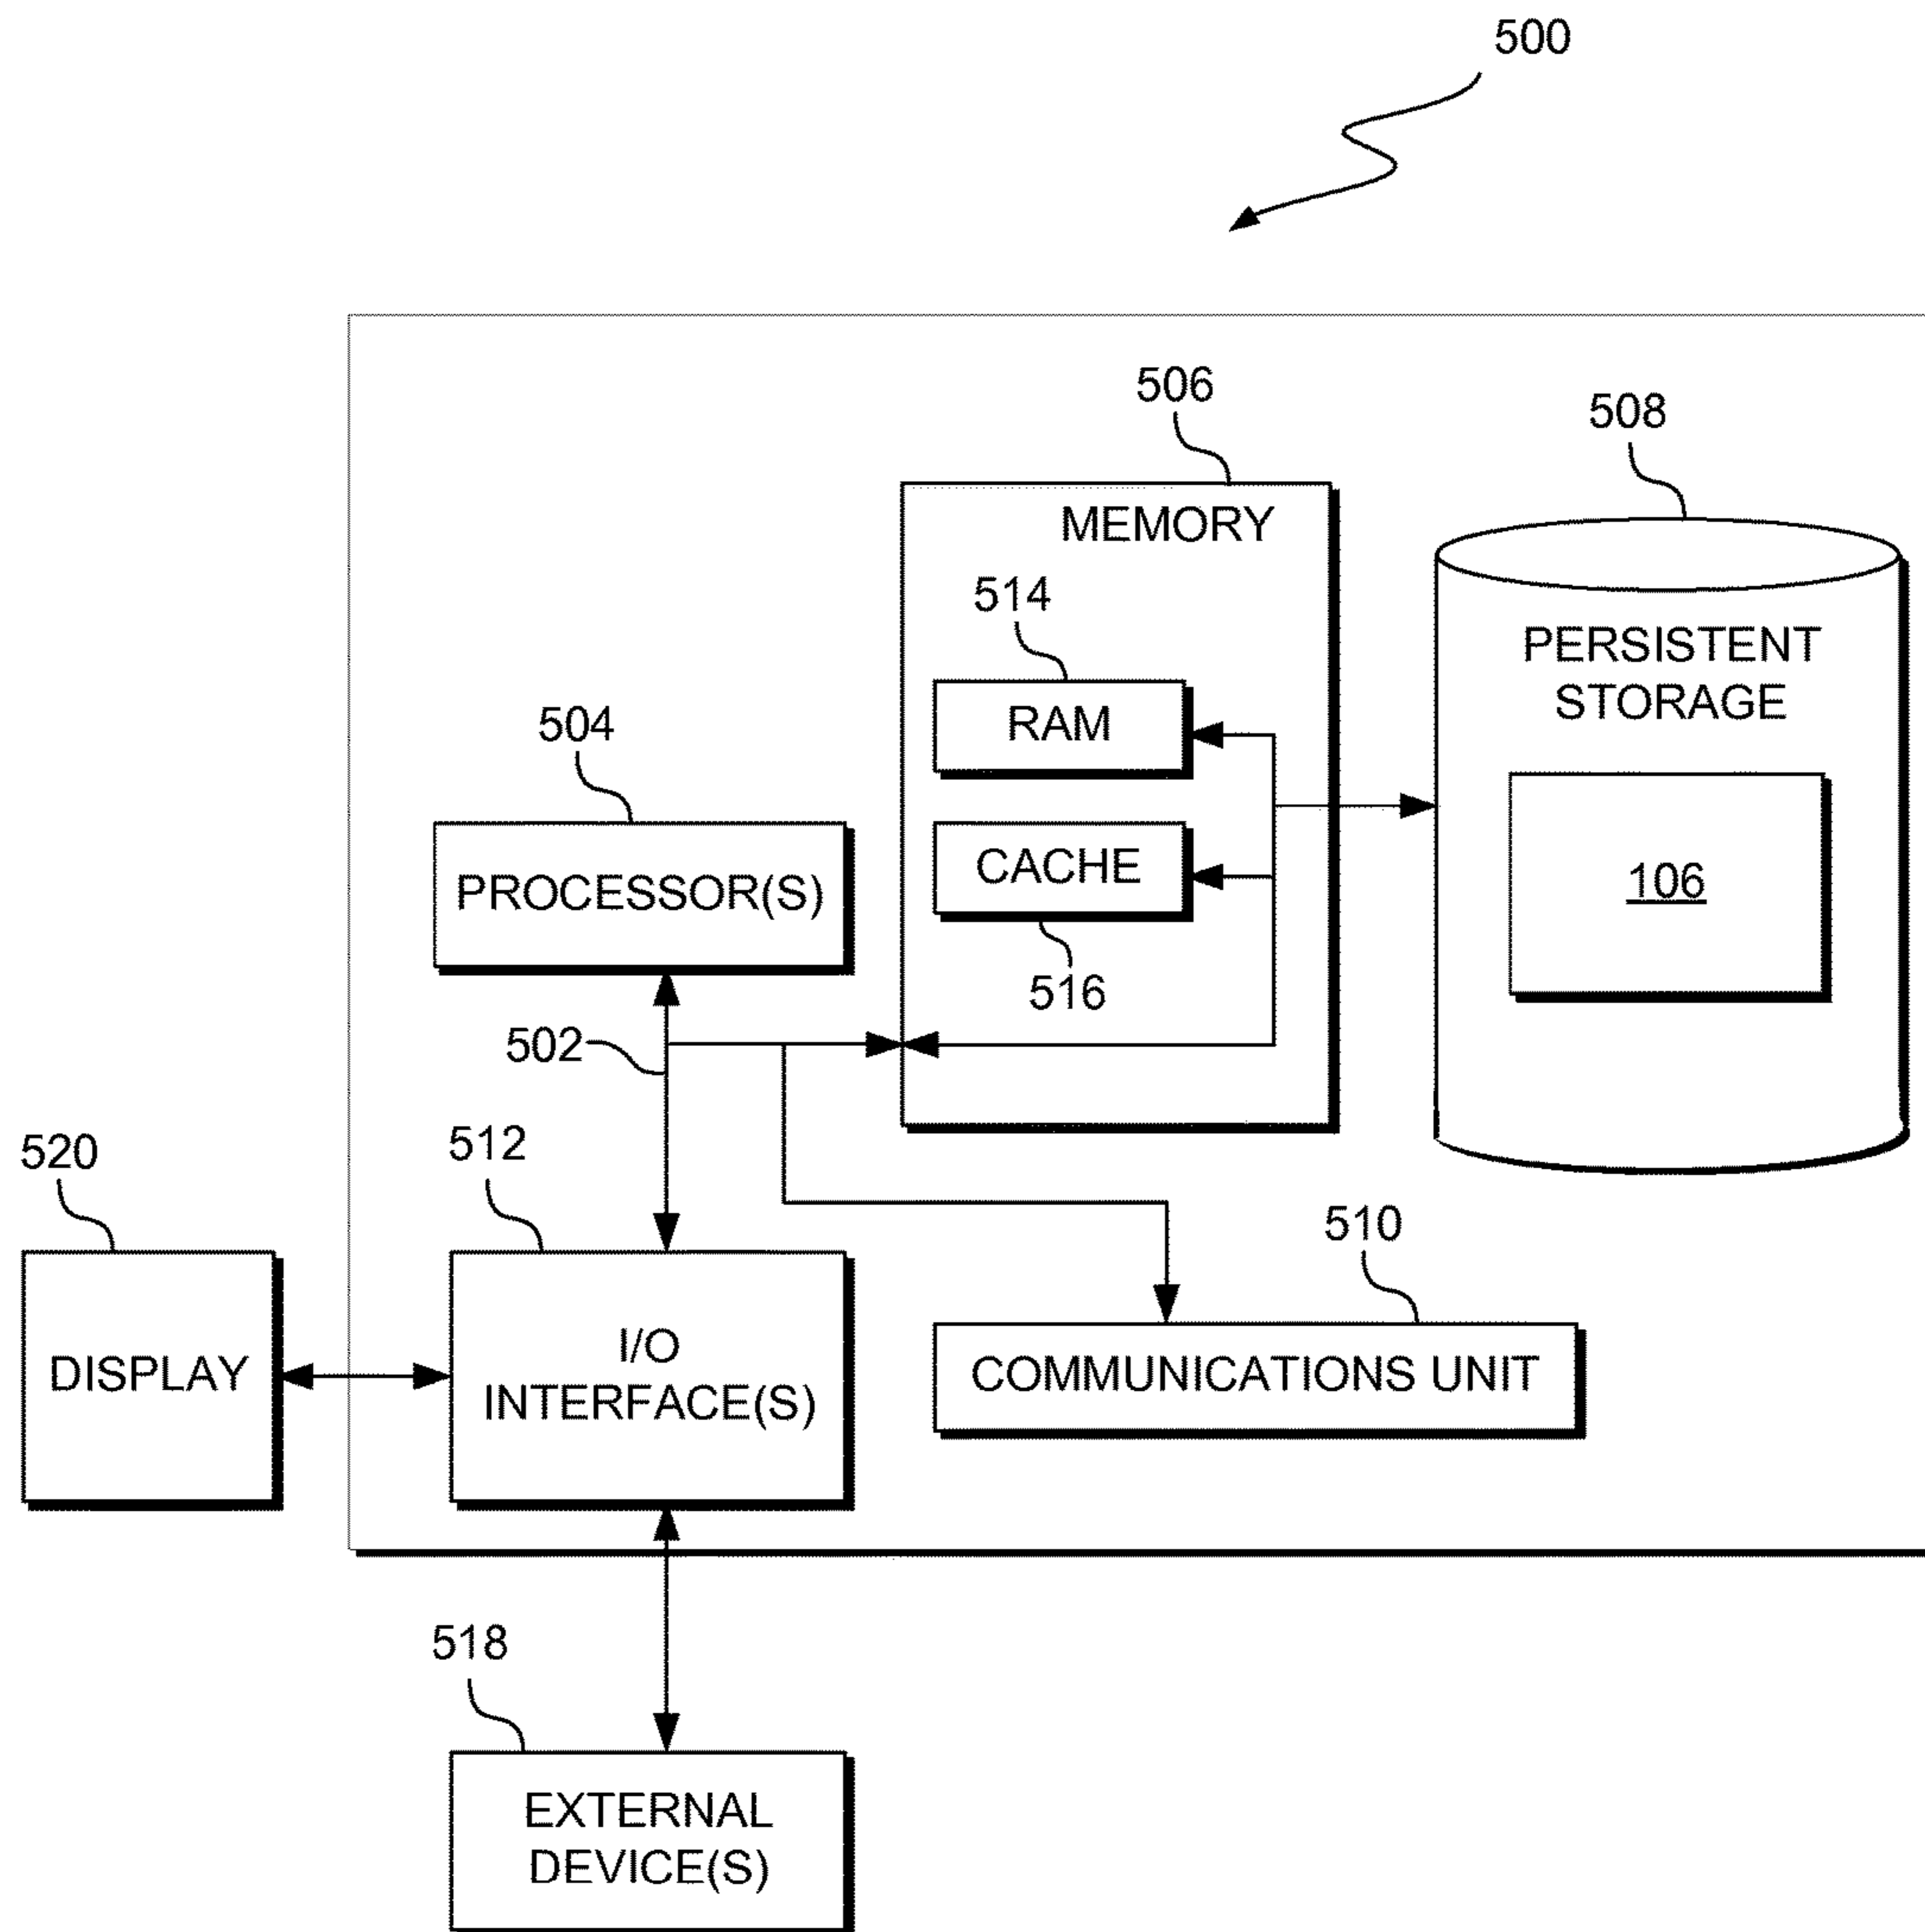 500
506
508
MEMORY
514
PERSISTENT
STORAGE
RAM
504
CACHE
PROCESSOR(S)
106
516
502
520
512
510
I/O
INTERFACE(S)
DISPLAY
COMMUNICATIONS UNIT
518
EXTERNAL
DEVICE(S)